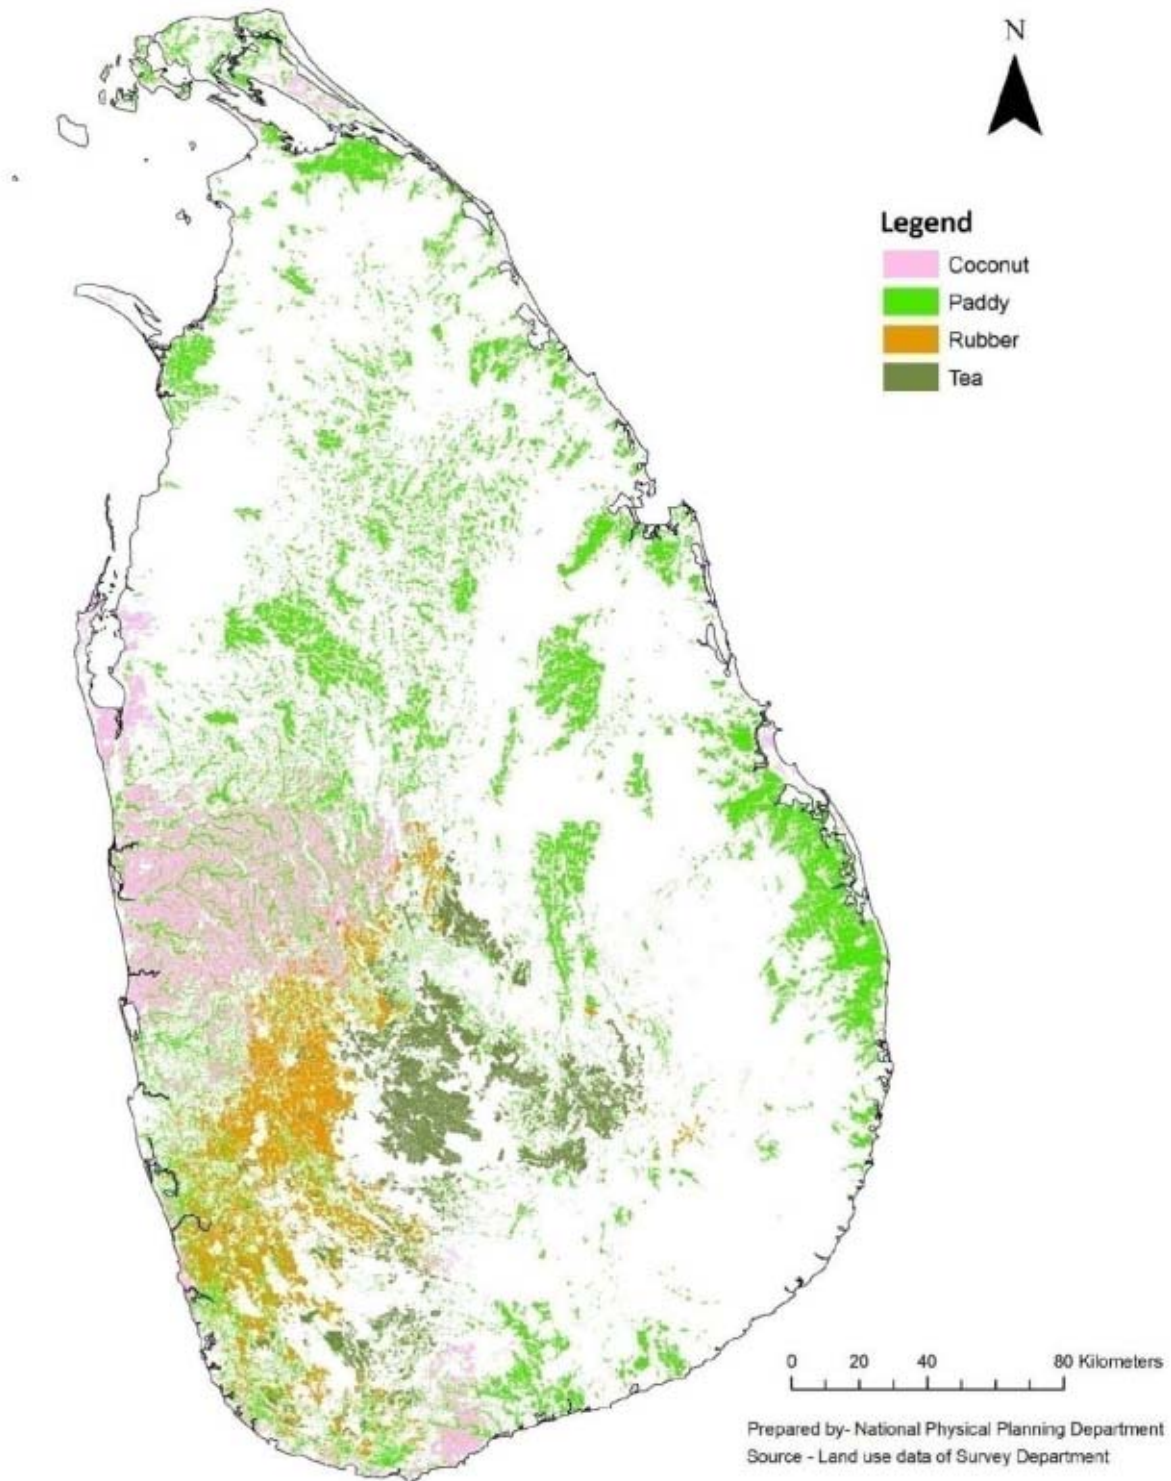 N
Legend
Coconut
Paddy
Rubber
Tea
0 20 40 80 Kilometers
Prepared by- National Physical Planning Department
Source - Land use data of Survey Department